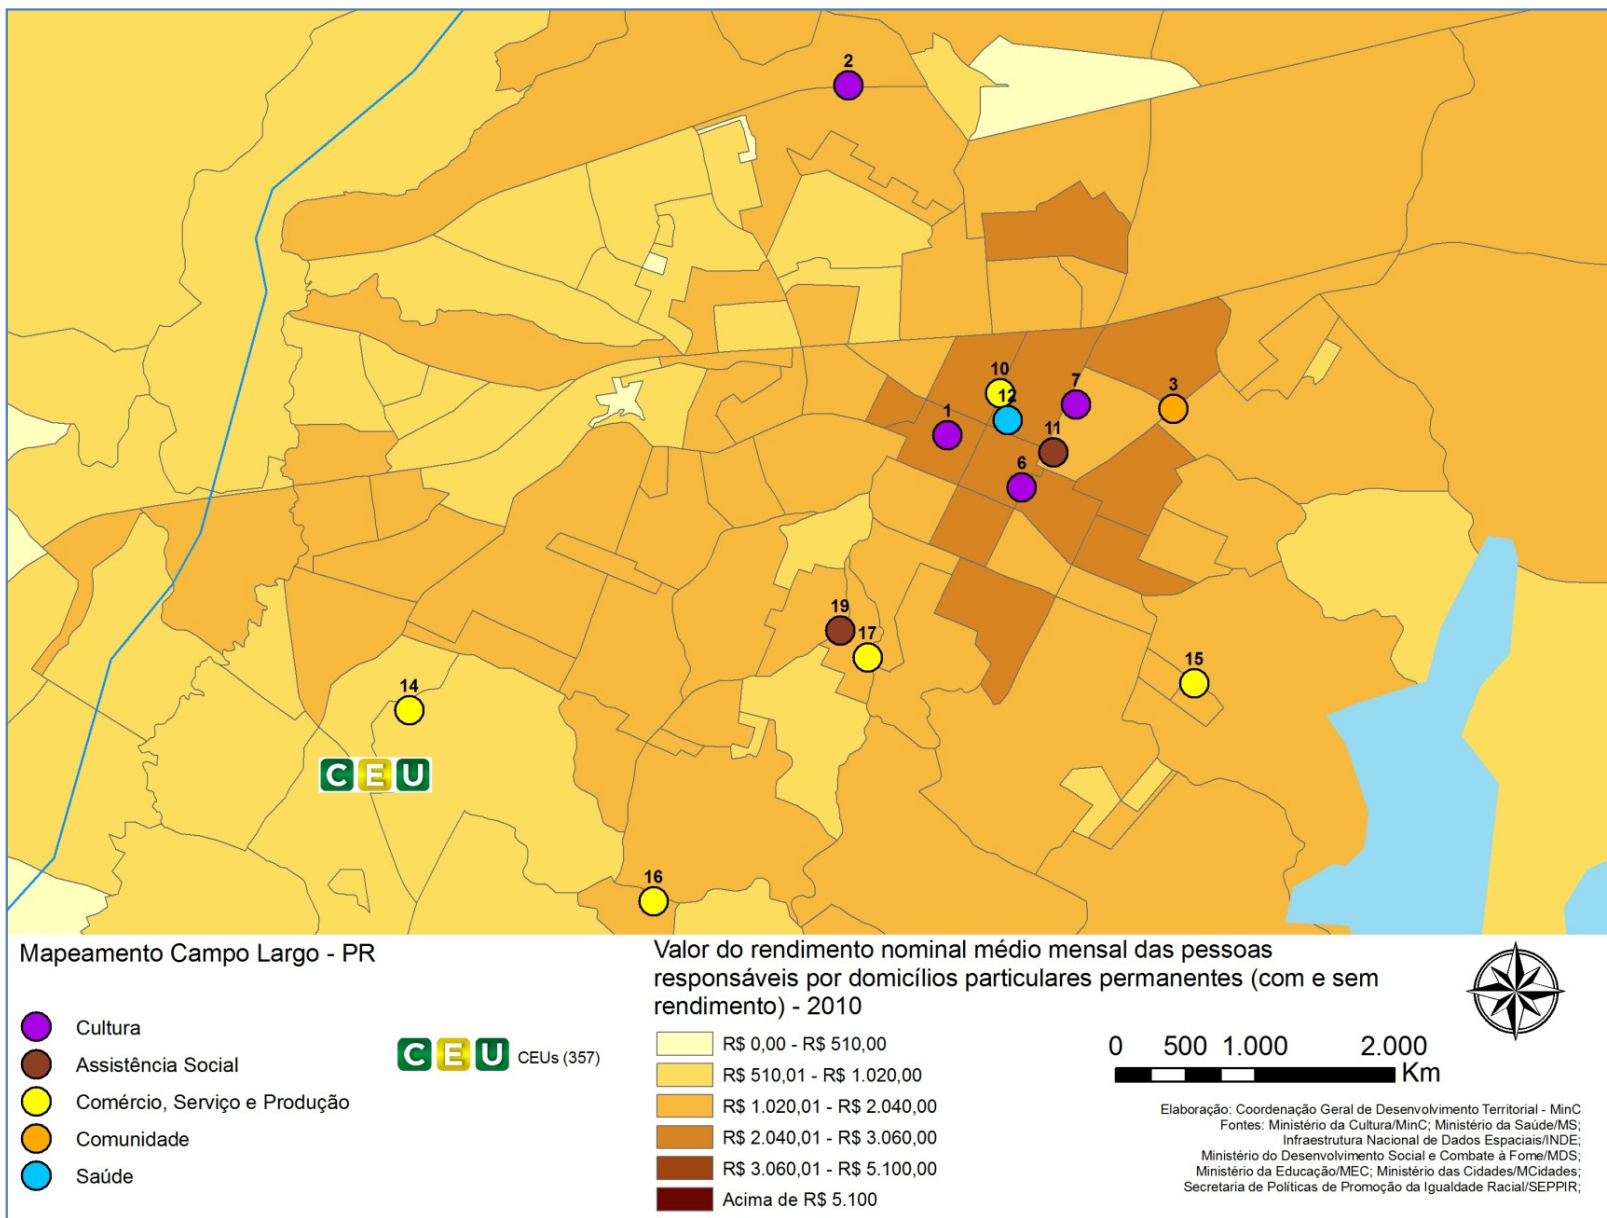 2
10
7
3
1
12
11
6
19
17
15
14
CEU
16
Mapeamento Campo Largo - PR
Cultura
Assistência Social
Comércio, Serviço e Produção
Comunidade
Saúde
CEU CEUs (357)
Valor do rendimento nominal médio mensal das pessoas
responsáveis por domicílios particulares permanentes (com e sem
rendimento) - 2010
R$ 0,00 - R$ 510,00
R$ 510,01 - R$ 1.020,00
R$ 1.020,01 - R$ 2.040,00
R$ 2.040,01 - R$ 3.060,00
R$ 3.060,01 - R$ 5.100,00
Acima de R$ 5.100
0 500 1.000 2.000
Km
Elaboração: Coordenação Geral de Desenvolvimento Territorial - MinC
Fontes: Ministério da Cultura/MinC; Ministério da Saúde/MS;
Infraestrutura Nacional de Dados Espaciais/INDE;
Ministério do Desenvolvimento Social e Combate à Fome/MDS;
Ministério da Educação/MEC; Ministério das Cidades/MCidades;
Secretaria de Políticas de Promoção da Igualdade Racial/SEPPIR;